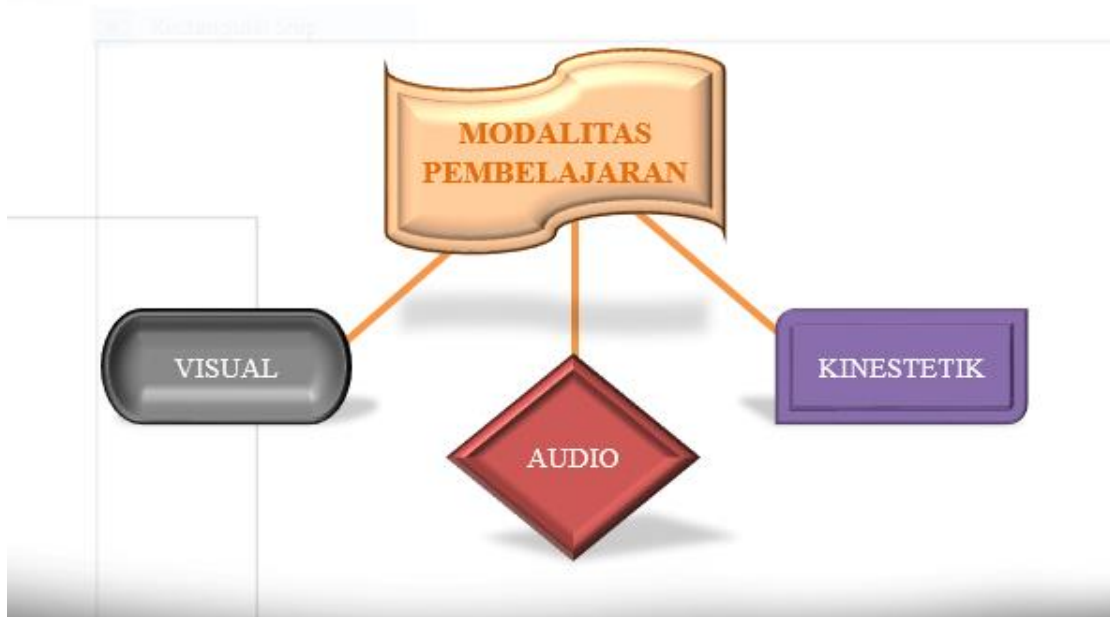 MODALITAS
PEMBELAJARAN
VISUAL
AUDIO
KINESTETIK